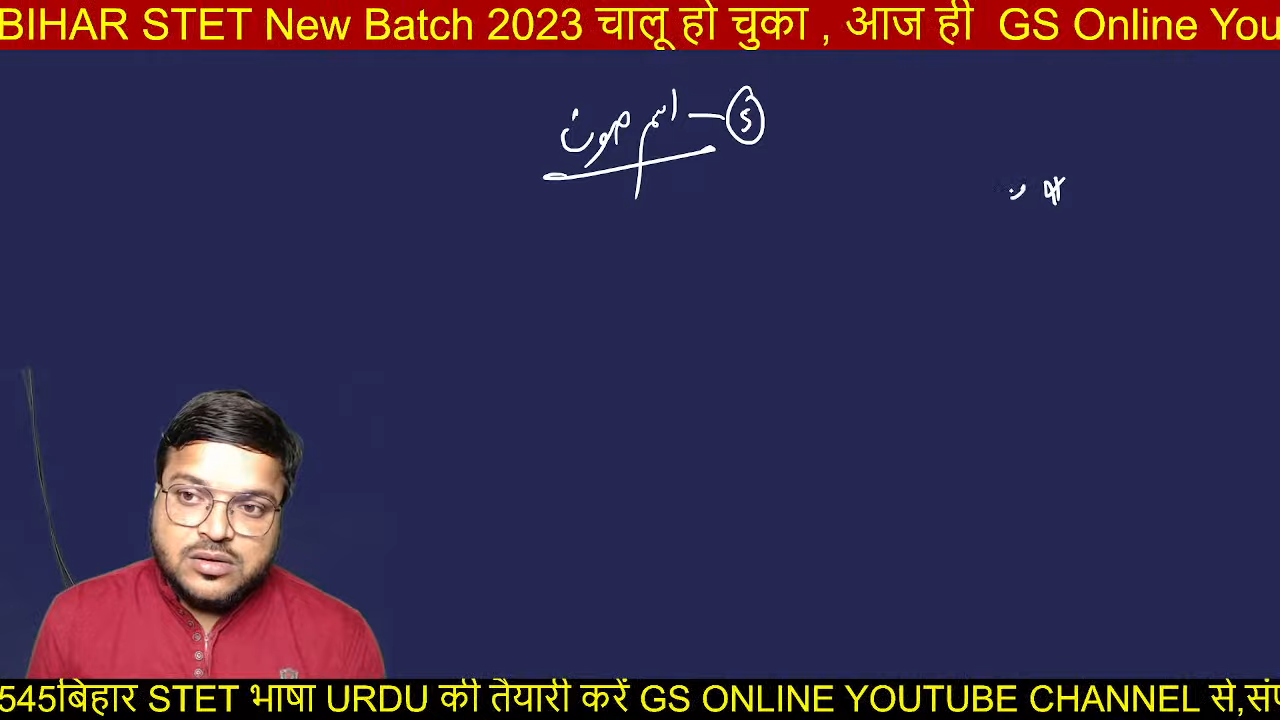 BIHAR STET New Batch 2023 चालू हो चुका , आज ही GS Online You
5 — اسم صوت
545बिहार STET भाषा URDU की तैयारी करें GS ONLINE YOUTUBE CHANNEL से,सं